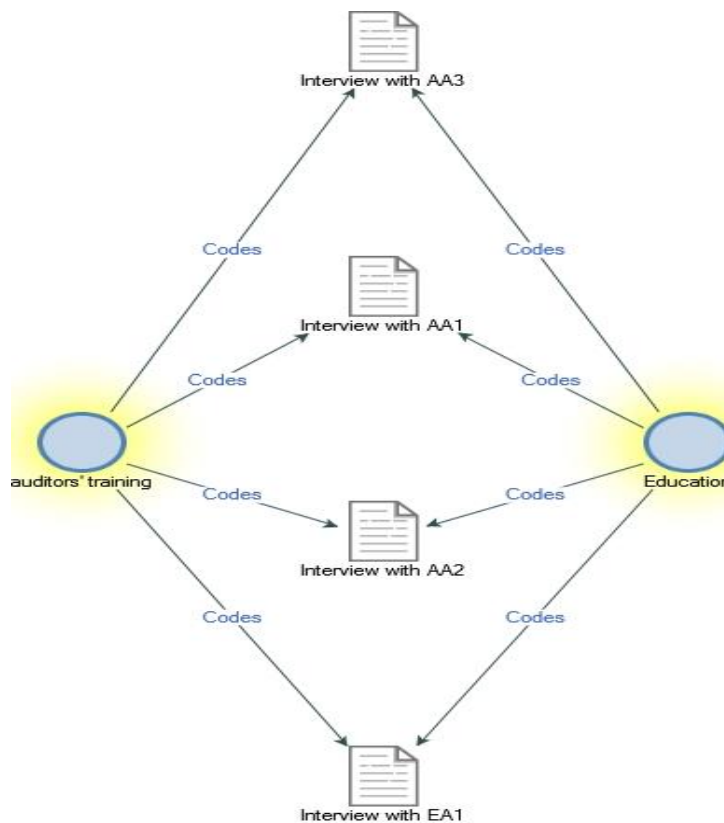 Interview with AA3
Codes
Codes
Interview with AA1
Codes
Codes
auditors' training
Education
Codes
Codes
Interview with AA2
Codes
Codes
Interview with EA1